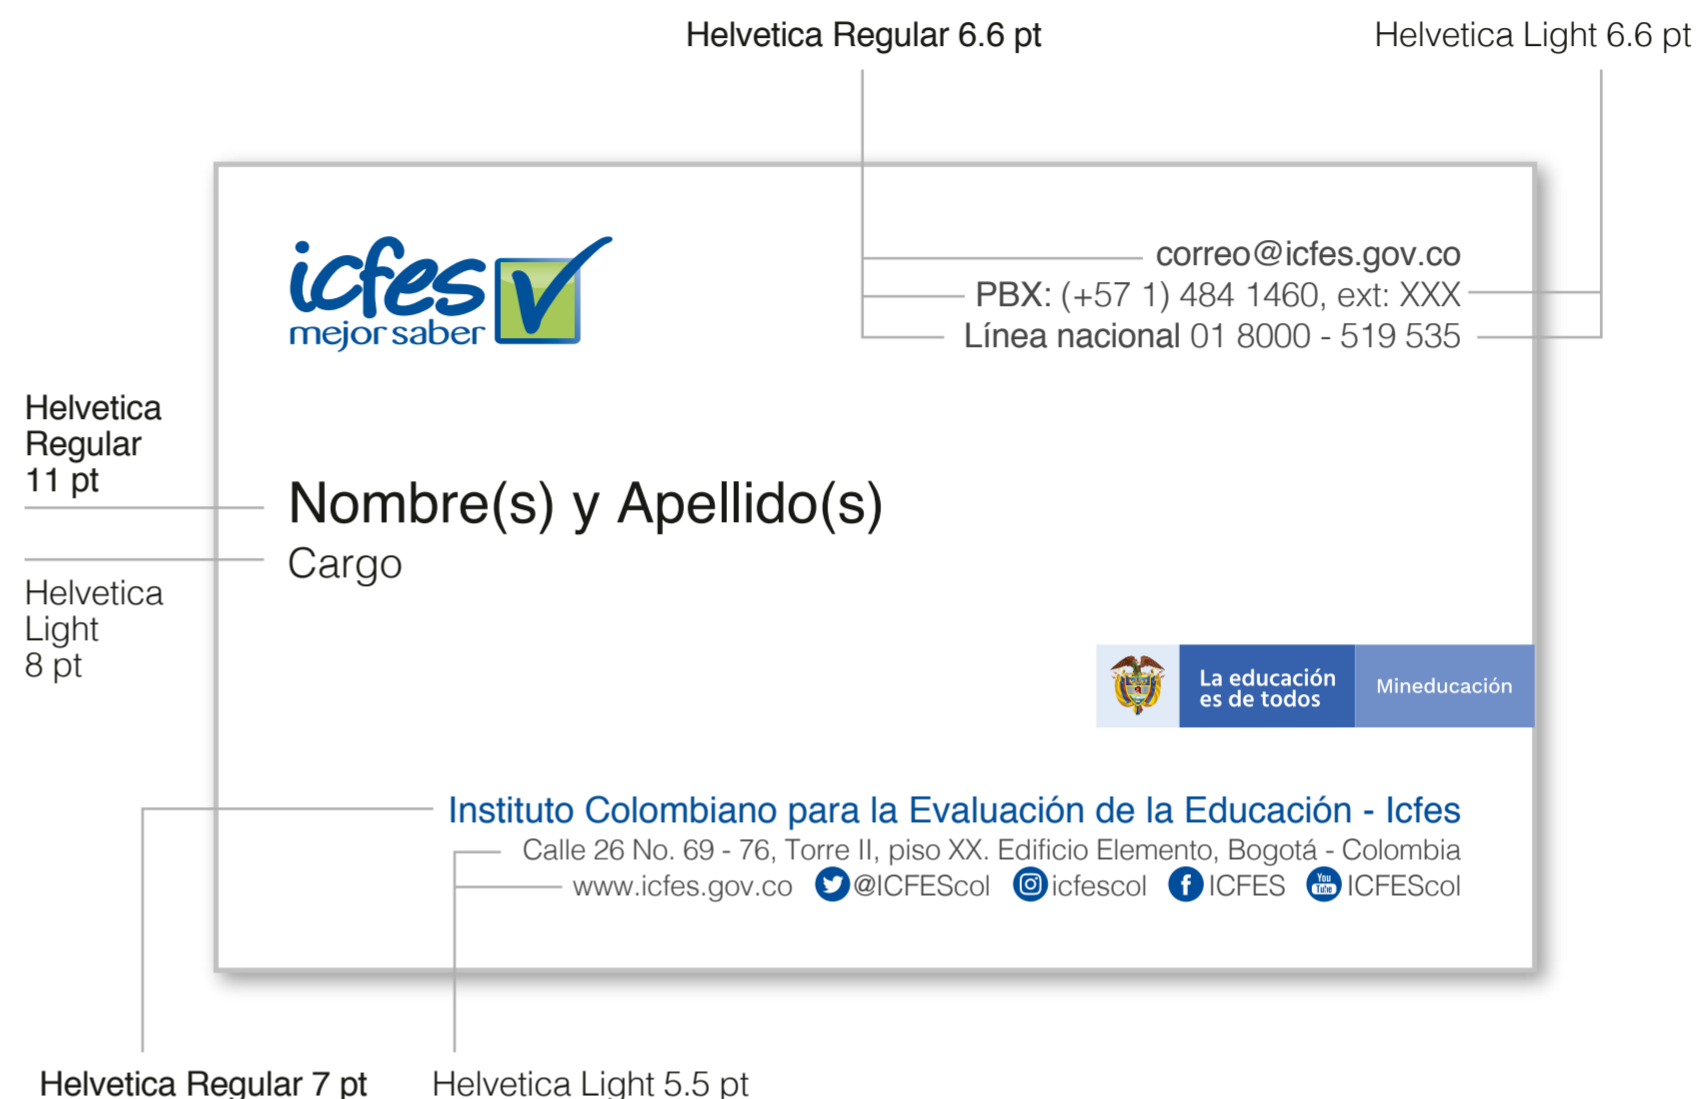 Helvetica Regular 6.6 pt
Helvetica Light 6.6 pt
icfes
mejor saber
correo@icfes.gov.co
PBX: (+57 1) 484 1460, ext: XXX
Línea nacional 01 8000 - 519 535
Helvetica
Regular
11 pt
Nombre(s) y Apellido(s)
Cargo
Helvetica
Light
8 pt
La educación
es de todos
Mineducación
Instituto Colombiano para la Evaluación de la Educación - Icfes
Calle 26 No. 69 - 76, Torre II, piso XX. Edificio Elemento, Bogotá - Colombia
www.icfes.gov.co @ICFEScol icfescol f ICFES You Tube ICFEScol
Helvetica Regular 7 pt
Helvetica Light 5.5 pt